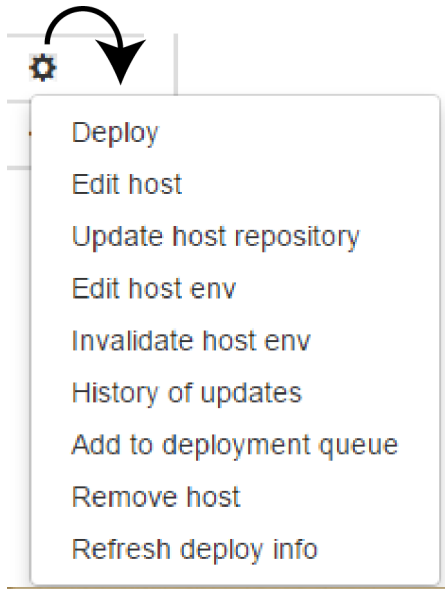 Deploy
Edit host
Update host repository
Edit host env
Invalidate host env
History of updates
Add to deployment queue
Remove host
Refresh deploy info